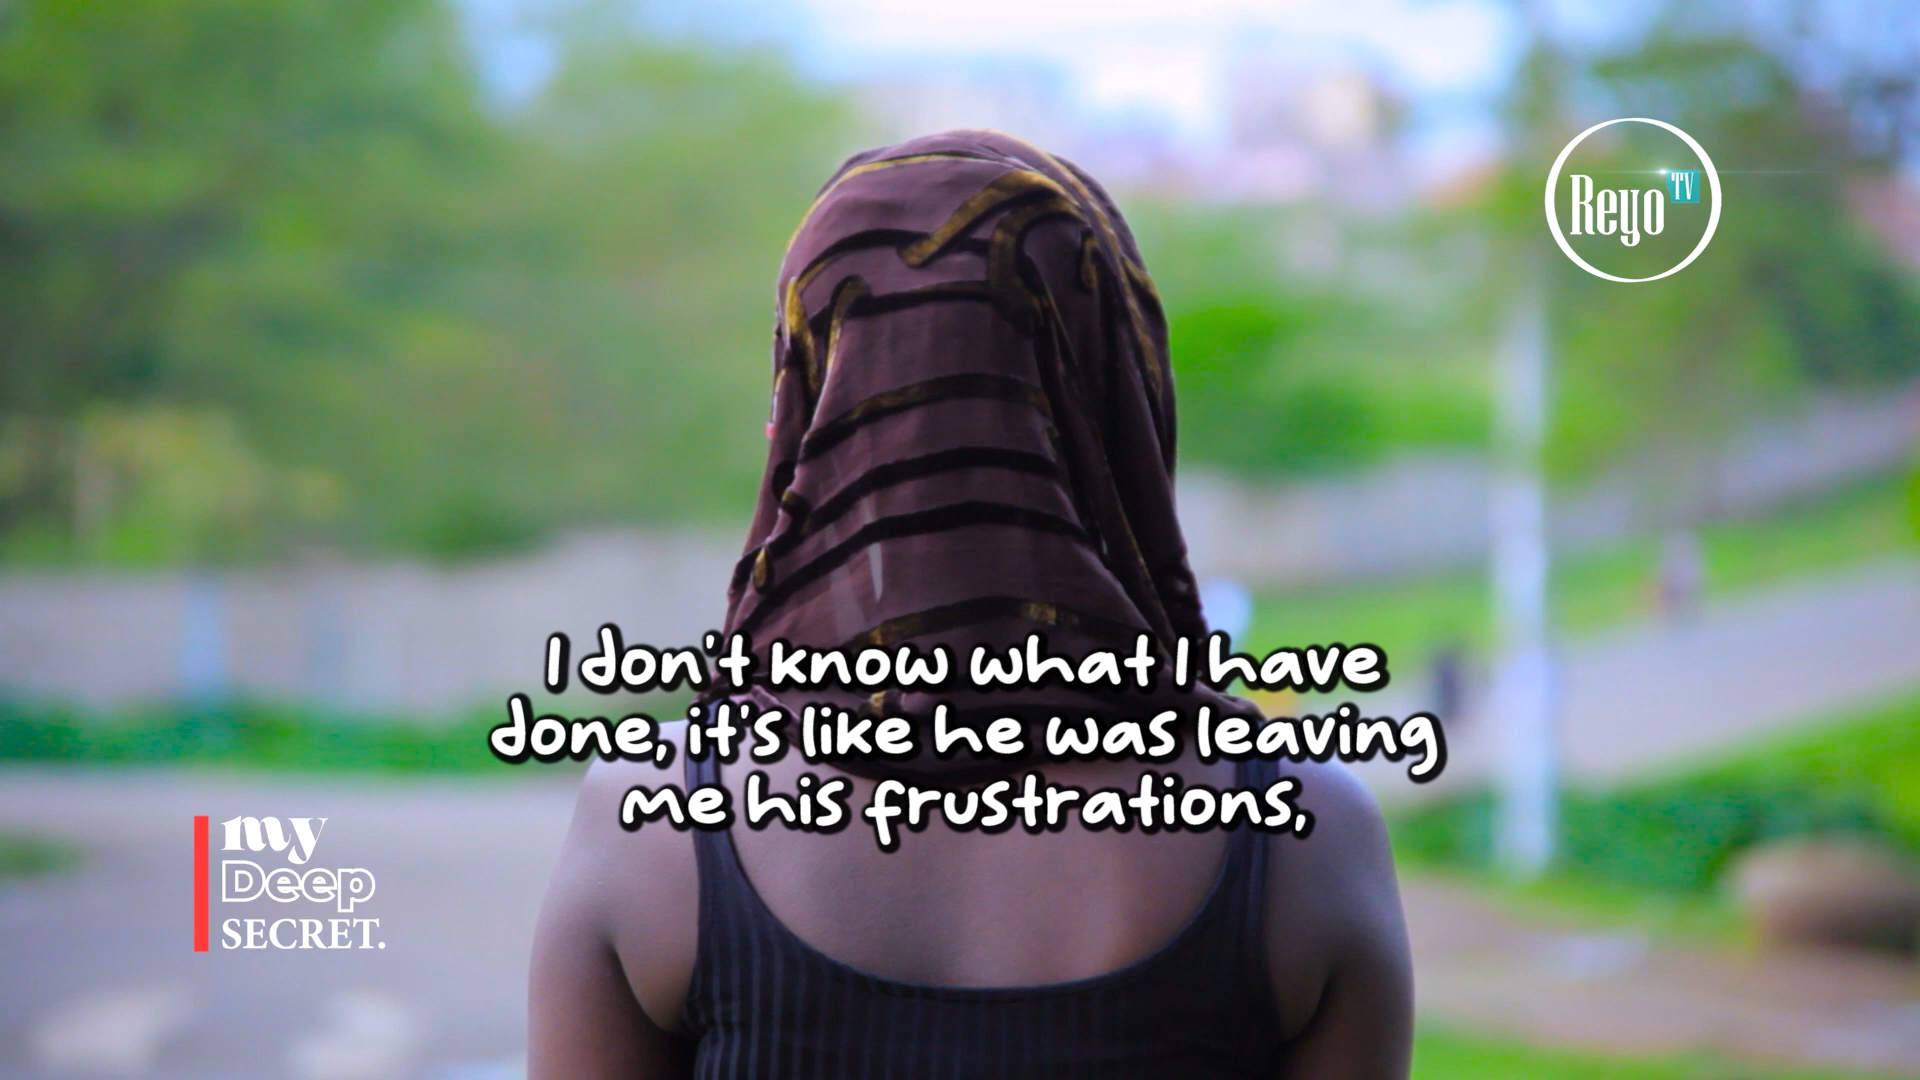 Reyo TV
I don't know what I have
done, it's like he was leaving
me his frustrations,
my
Deep
SECRET.